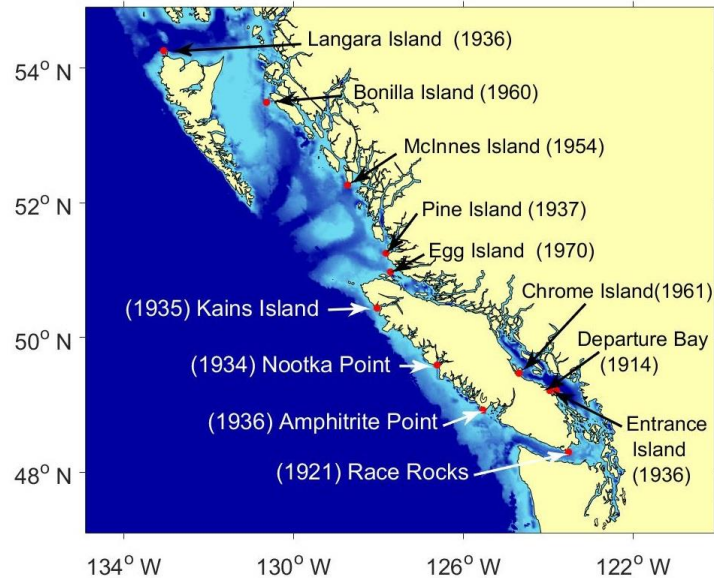 54° N
Langara Island (1936)
Bonilla Island (1960)
McInnes Island (1954)
52° N
Pine Island (1937)
Egg Island (1970)
Chrome Island(1961)
(1935) Kains Island
50° N
Departure Bay
(1914)
(1934) Nootka Point
(1936) Amphitrite Point
Entrance
Island
(1936)
(1921) Race Rocks
48° N
134° W
130° W
126° W
122° W